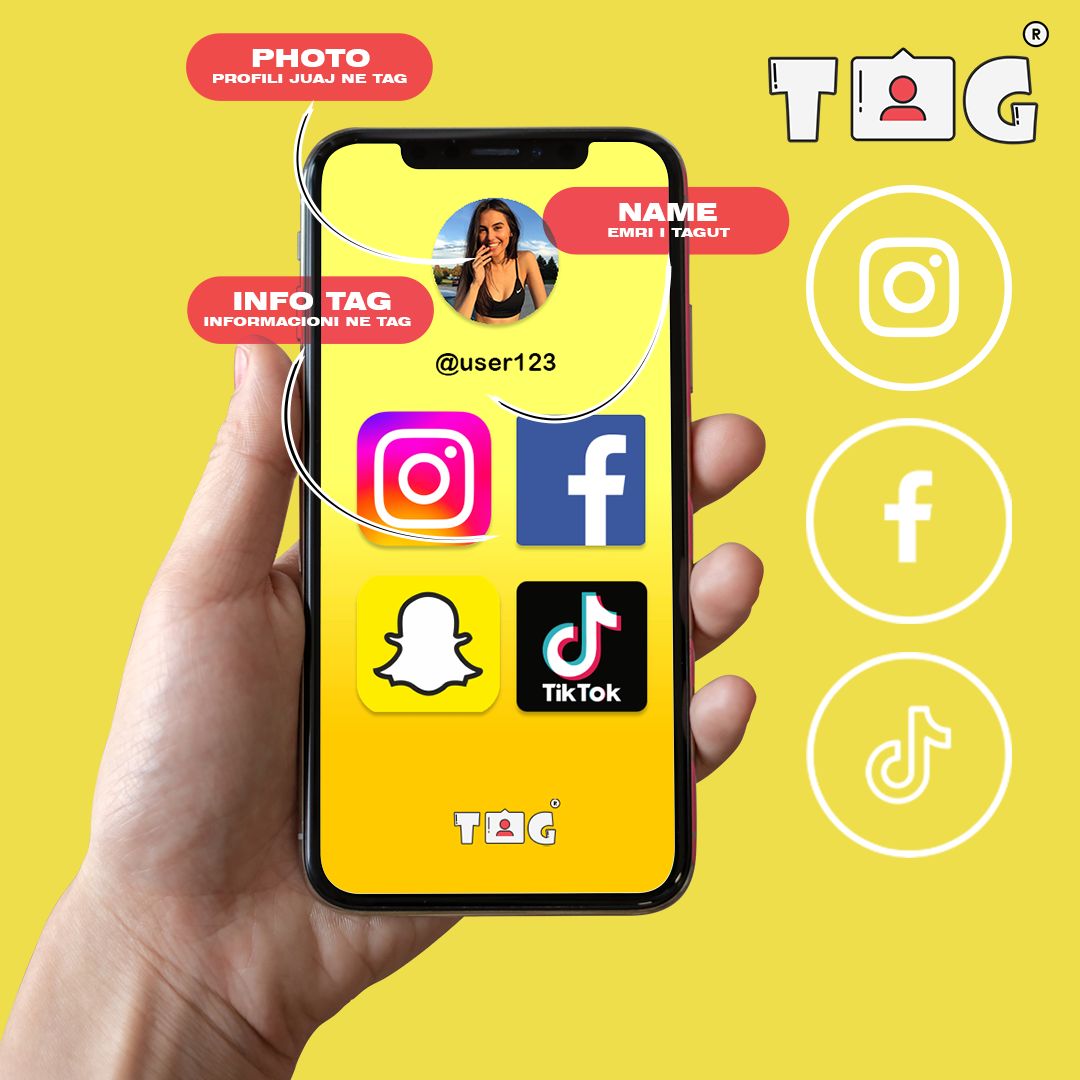 PHOTO
PROFILI JUAJ NE TAG
TAG
®
NAME
EMRI I TAGUT
INFO TAG
INFORMACIONI NE TAG
@user123
f
f
TikTok
TAG
®